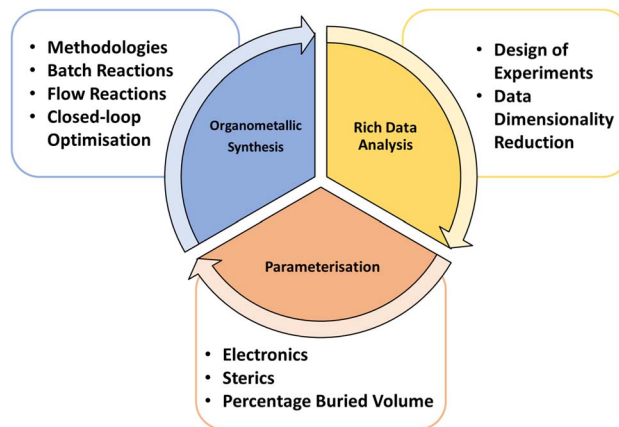 • Methodologies
• Batch Reactions
• Flow Reactions
• Closed-loop
Optimisation
Organometallic
Synthesis
Rich Data
Analysis
• Design of
Experiments
• Data
Dimensionality
Reduction
Parameterisation
• Electronics
• Sterics
• Percentage Buried Volume